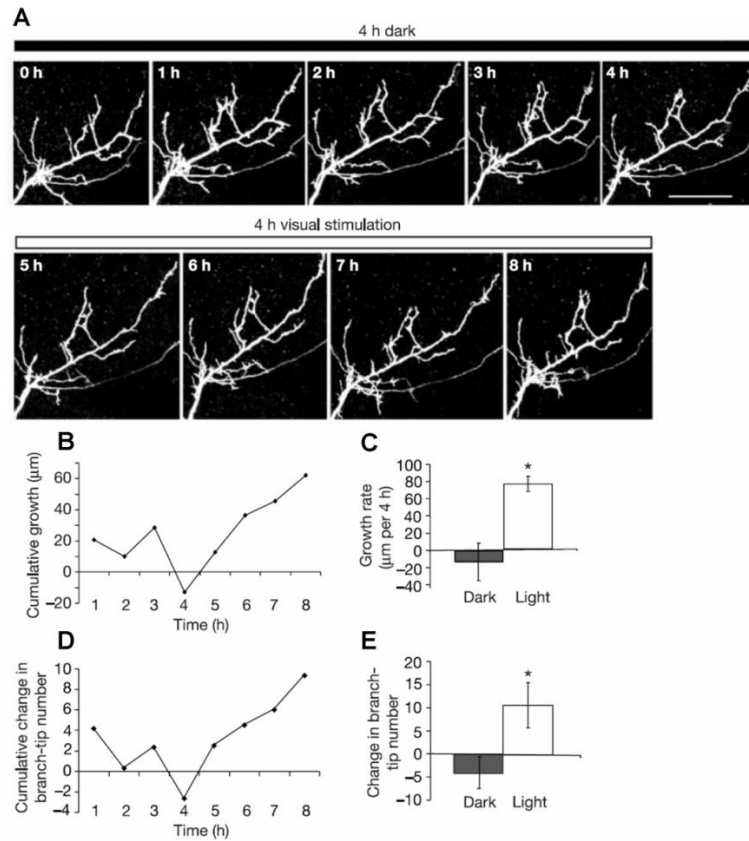 A
4 h dark
0 h 1 h 2 h 3 h 4 h
4 h visual stimulation
5 h 6 h 7 h 8 h
B
Cumulative growth (μm)
60
40
20
0
–20
1 2 3 4 5 6 7 8
Time (h)
C
Growth rate
(μm per 4 h)
100
80
60
40
20
0
–20
–40
*
Dark Light
D
Cumulative change in
branch-tip number
10
8
6
4
2
0
–2
–4
1 2 3 4 5 6 7 8
Time (h)
E
Change in branch-
tip number
20
15
10
5
0
–5
–10
*
Dark Light